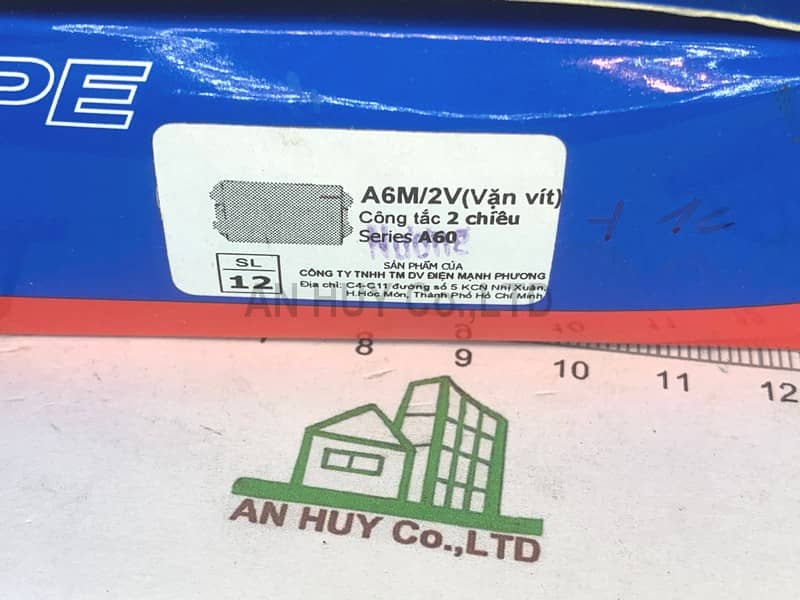 PE
A6M/2V(Vặn vít)
Công tắc 2 chiều
Series A60
SL
12
SẢN PHẨM CỦA
CÔNG TY TNHH TM DV ĐIỆN MẠNH PHƯƠNG
Địa chỉ: C4-C11 đường số 5 KCN Nhị Xuân,
H.Hóc Môn, Thành Phố Hồ Chí Minh
AN HUY Co.,LTD
8
9
10
11
12
AN HUY Co.,LTD